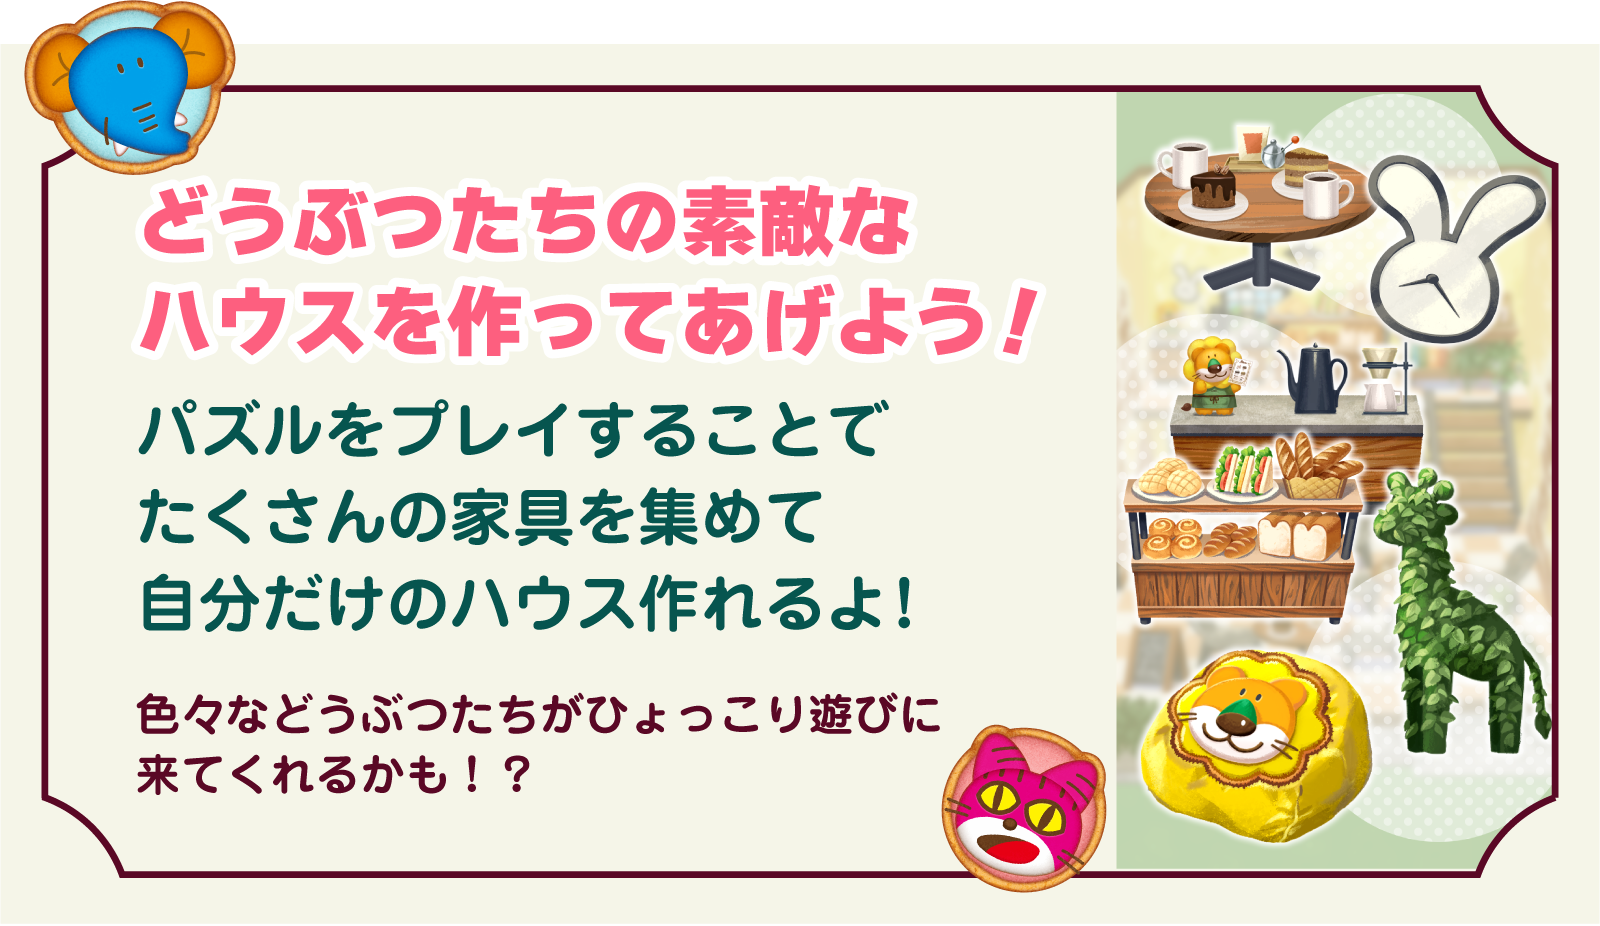 どうぶつたちの素敵な
ハウスを作ってあげよう!
パズルをプレイすることで
たくさんの家具を集めて
自分だけのハウス作れるよ!
色々などうぶつたちがひょっこり遊びに
来てくれるかも！？